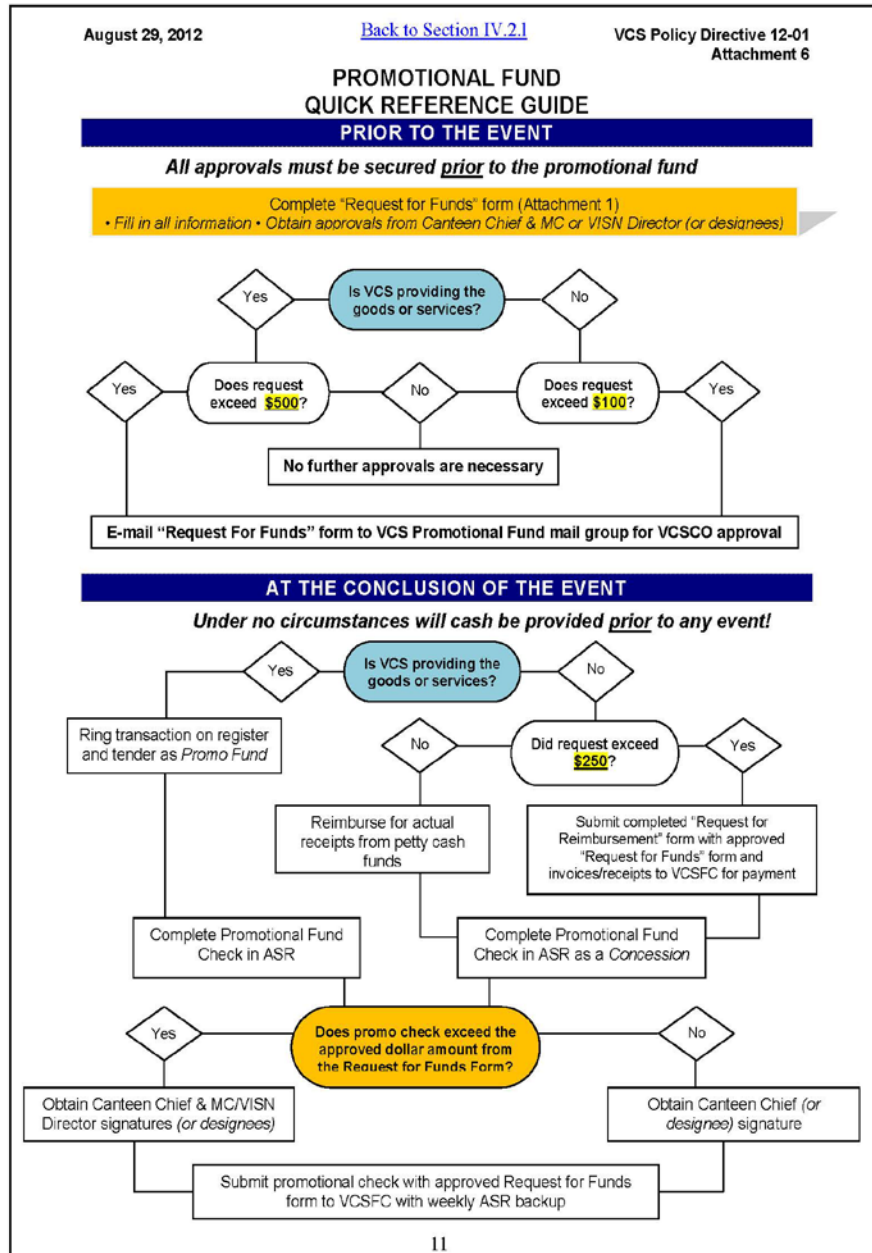 August 29, 2012
Back to Section IV.2.l
VCS Policy Directive 12-01
Attachment 6
PROMOTIONAL FUND
QUICK REFERENCE GUIDE
PRIOR TO THE EVENT
All approvals must be secured prior to the promotional fund
Complete “Request for Funds” form (Attachment 1)
• Fill in all information • Obtain approvals from Canteen Chief & MC or VISN Director (or designees)
Yes
Is VCS providing the
goods or services?
No
Yes
Does request
exceed $500?
No
Does request
exceed $100?
Yes
No further approvals are necessary
E-mail “Request For Funds” form to VCS Promotional Fund mail group for VCSCO approval
AT THE CONCLUSION OF THE EVENT
Under no circumstances will cash be provided prior to any event!
Yes
Is VCS providing the
goods or services?
No
Ring transaction on register
and tender as Promo Fund
No
Did request exceed
$250?
Yes
Reimburse for actual
receipts from petty cash
funds
Submit completed “Request for
Reimbursement” form with approved
“Request for Funds” form and
invoices/receipts to VCSFC for payment
Complete Promotional Fund
Check in ASR
Complete Promotional Fund
Check in ASR as a Concession
Yes
Does promo check exceed the
approved dollar amount from
the Request for Funds Form?
No
Obtain Canteen Chief & MC/VISN
Director signatures (or designees)
Obtain Canteen Chief (or
designee) signature
Submit promotional check with approved Request for Funds
form to VCSFC with weekly ASR backup
11